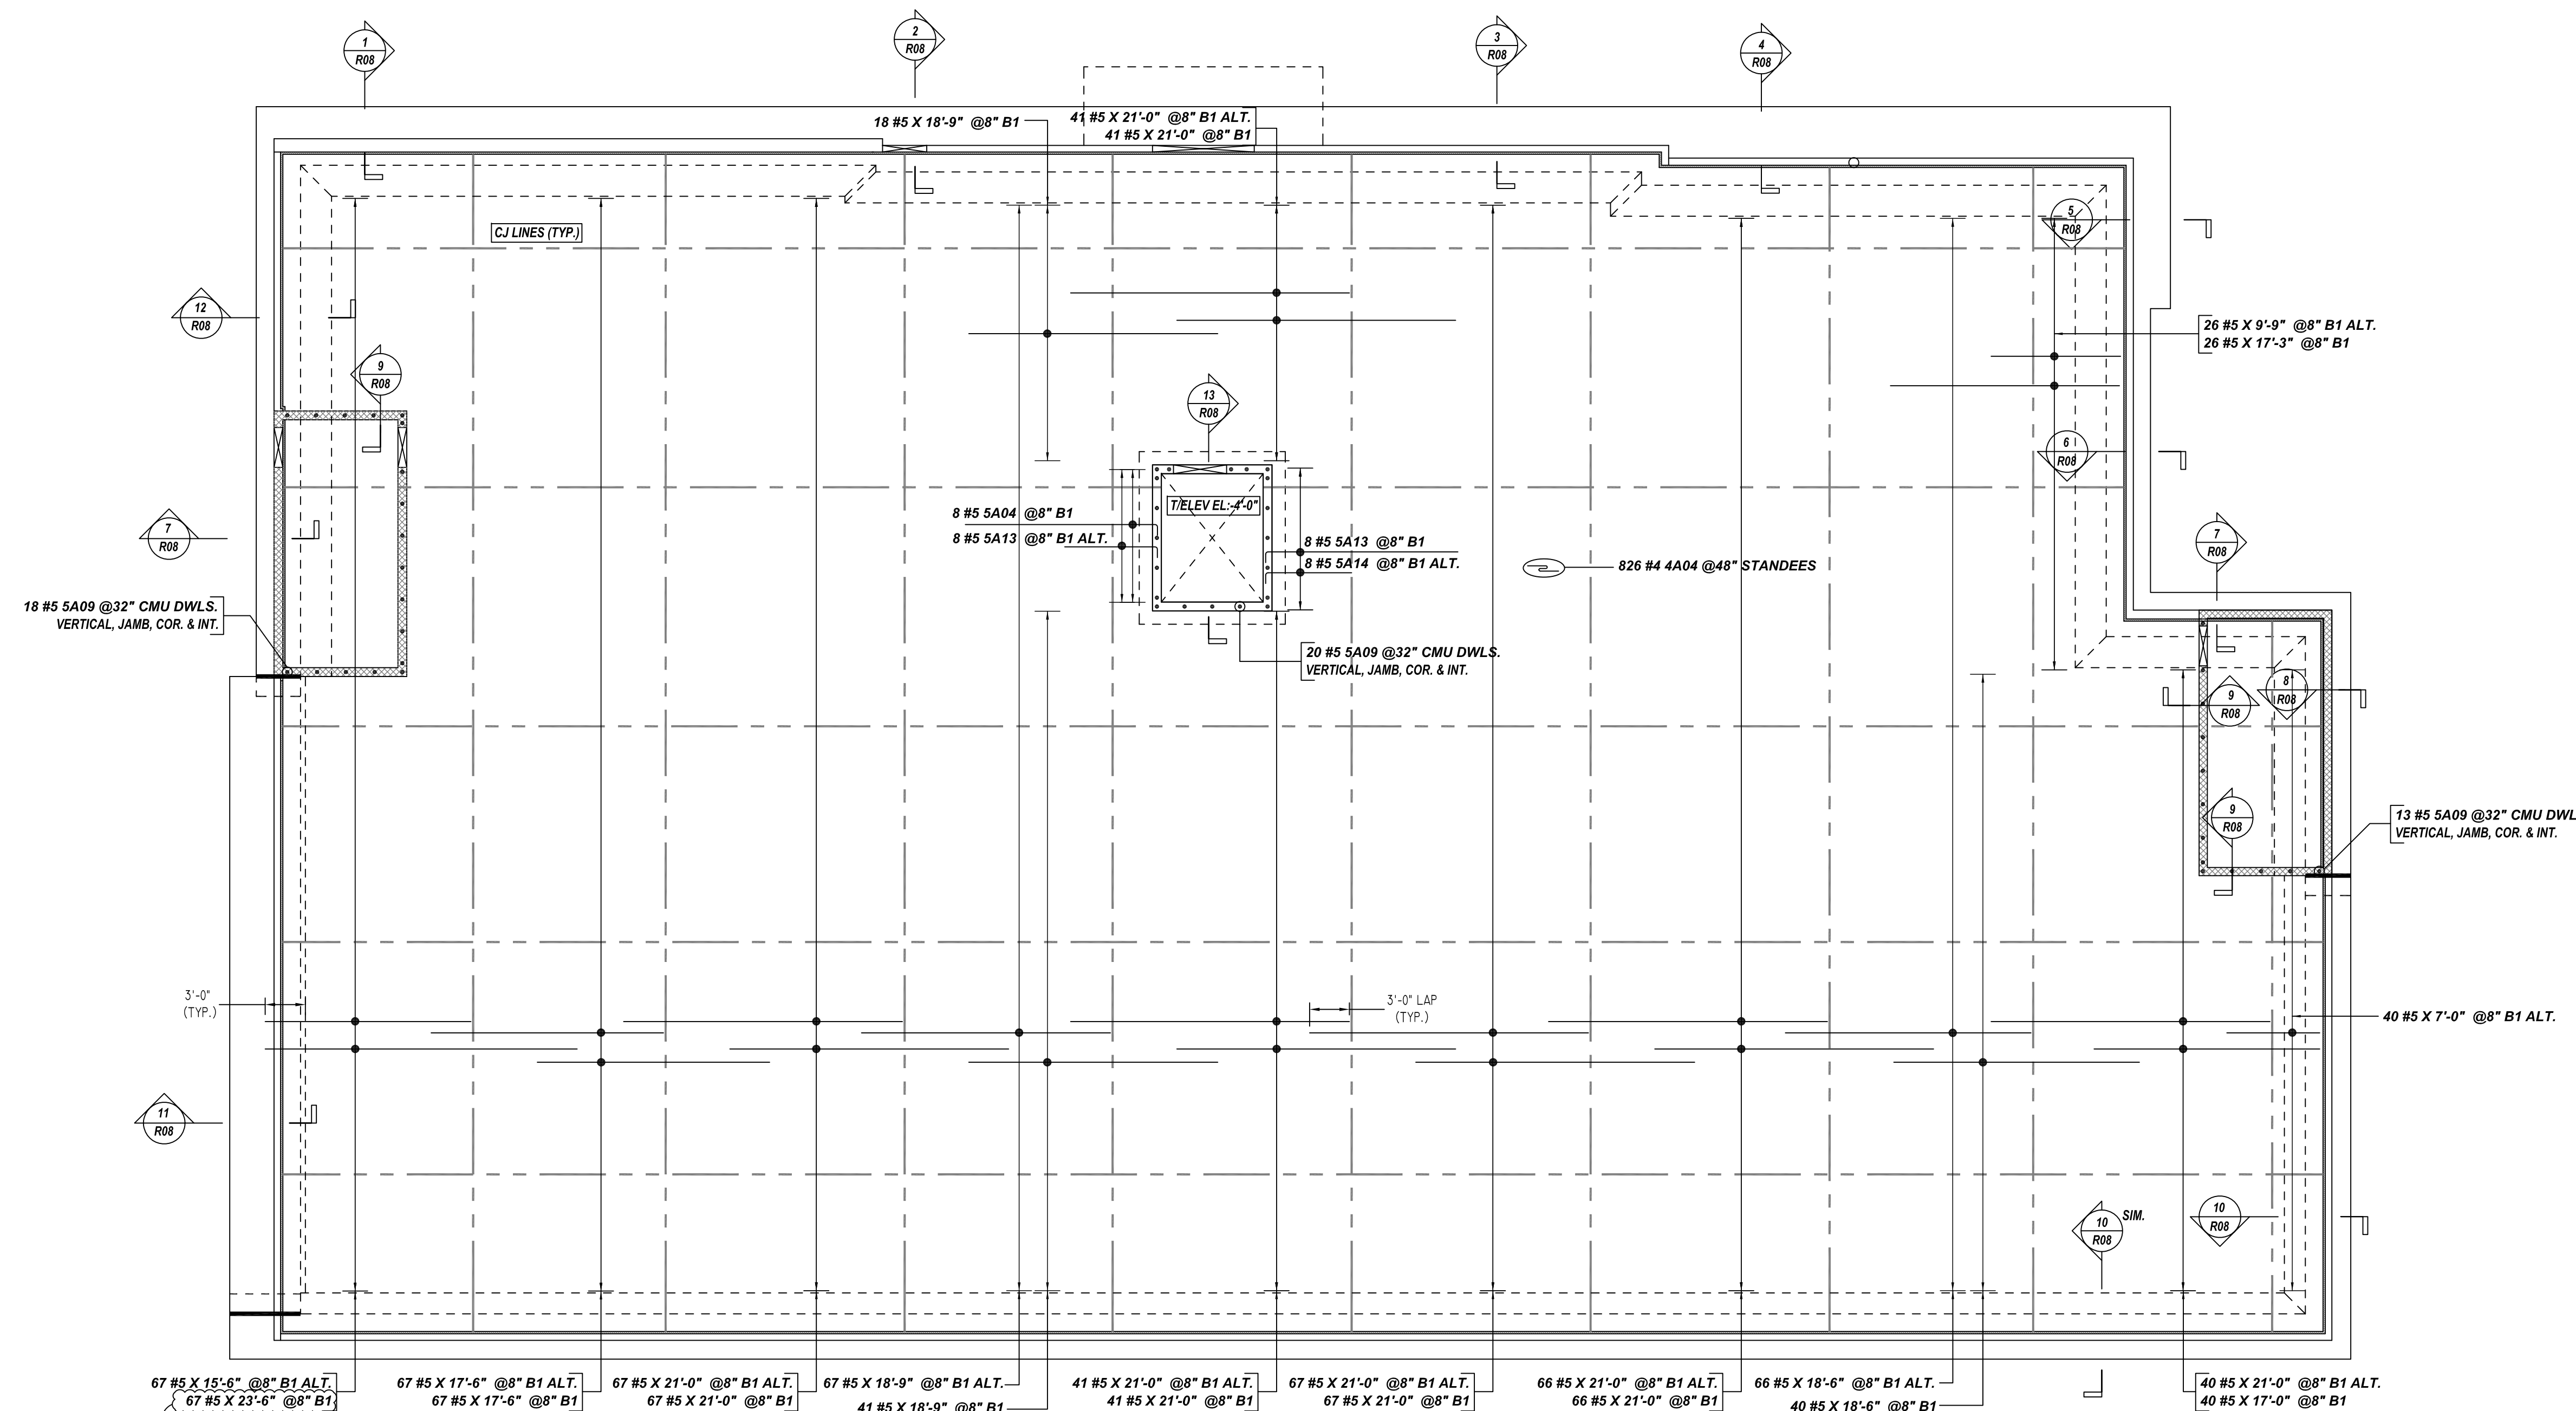 1
R08
2
R08
3
R08
4
R08
18 #5 X 18'-9" @8" B1
41 #5 X 21'-0" @8" B1 ALT.
41 #5 X 21'-0" @8" B1
CJ LINES (TYP.)
5
R08
12
R08
26 #5 X 9'-9" @8" B1 ALT.
26 #5 X 17'-3" @8" B1
9
R08
13
R08
6
R08
T/ELEV EL:-4'-0"
8 #5 5A04 @8" B1
8 #5 5A13 @8" B1 ALT.
8 #5 5A13 @8" B1
8 #5 5A14 @8" B1 ALT.
7
R08
7
R08
826 #4 4A04 @48" STANDEES
18 #5 5A09 @32" CMU DWLS.
VERTICAL, JAMB, COR. & INT.
20 #5 5A09 @32" CMU DWLS.
VERTICAL, JAMB, COR. & INT.
9
R08
8
R08
9
R08
13 #5 5A09 @32" CMU DWL
VERTICAL, JAMB, COR. & INT.
3'-0"
(TYP.)
3'-0" LAP
(TYP.)
40 #5 X 7'-0" @8" B1 ALT.
11
R08
10
R08
SIM.
10
R08
67 #5 X 15'-6" @8" B1 ALT.
67 #5 X 23'-6" @8" B1
67 #5 X 17'-6" @8" B1 ALT.
67 #5 X 17'-6" @8" B1
67 #5 X 21'-0" @8" B1 ALT.
67 #5 X 21'-0" @8" B1
67 #5 X 18'-9" @8" B1 ALT.
41 #5 X 18'-9" @8" B1
41 #5 X 21'-0" @8" B1 ALT.
41 #5 X 21'-0" @8" B1
67 #5 X 21'-0" @8" B1 ALT.
67 #5 X 21'-0" @8" B1
66 #5 X 21'-0" @8" B1 ALT.
66 #5 X 21'-0" @8" B1
66 #5 X 18'-6" @8" B1 ALT.
40 #5 X 18'-6" @8" B1
40 #5 X 21'-0" @8" B1 ALT.
40 #5 X 17'-0" @8" B1